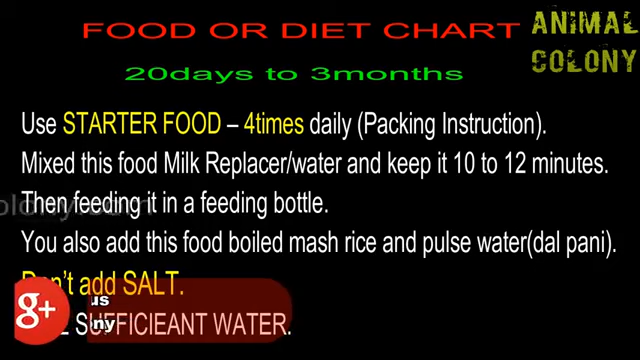 FOOD OR DIET CHART
ANIMAL
COLONY
20days to 3months
Use STARTER FOOD – 4times daily (Packing Instruction).
Mixed this food Milk Replacer/water and keep it 10 to 12 minutes.
Then feeding it in a feeding bottle.
You also add this food boiled mash rice and pulse water(dal pani).
Don't add SALT.
g+
SUFFICIEANT WATER.